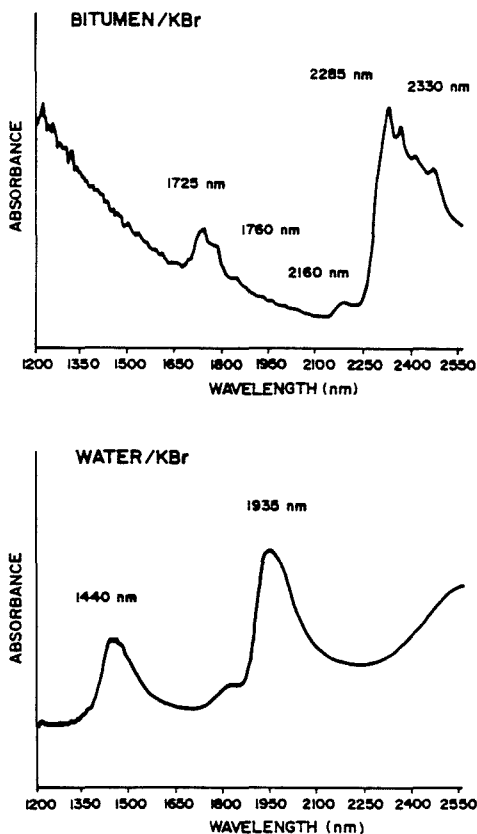 BITUMEN/KBr
2285 nm
2330 nm
1725 nm
1760 nm
2160 nm
ABSORBANCE
1200 1350 1500 1650 1800 1950 2100 2250 2400 2550
WAVELENGTH (nm)
WATER/KBr
1935 nm
1440 nm
ABSORBANCE
1200 1350 1500 1650 1800 1950 2100 2250 2400 2550
WAVELENGTH (nm)